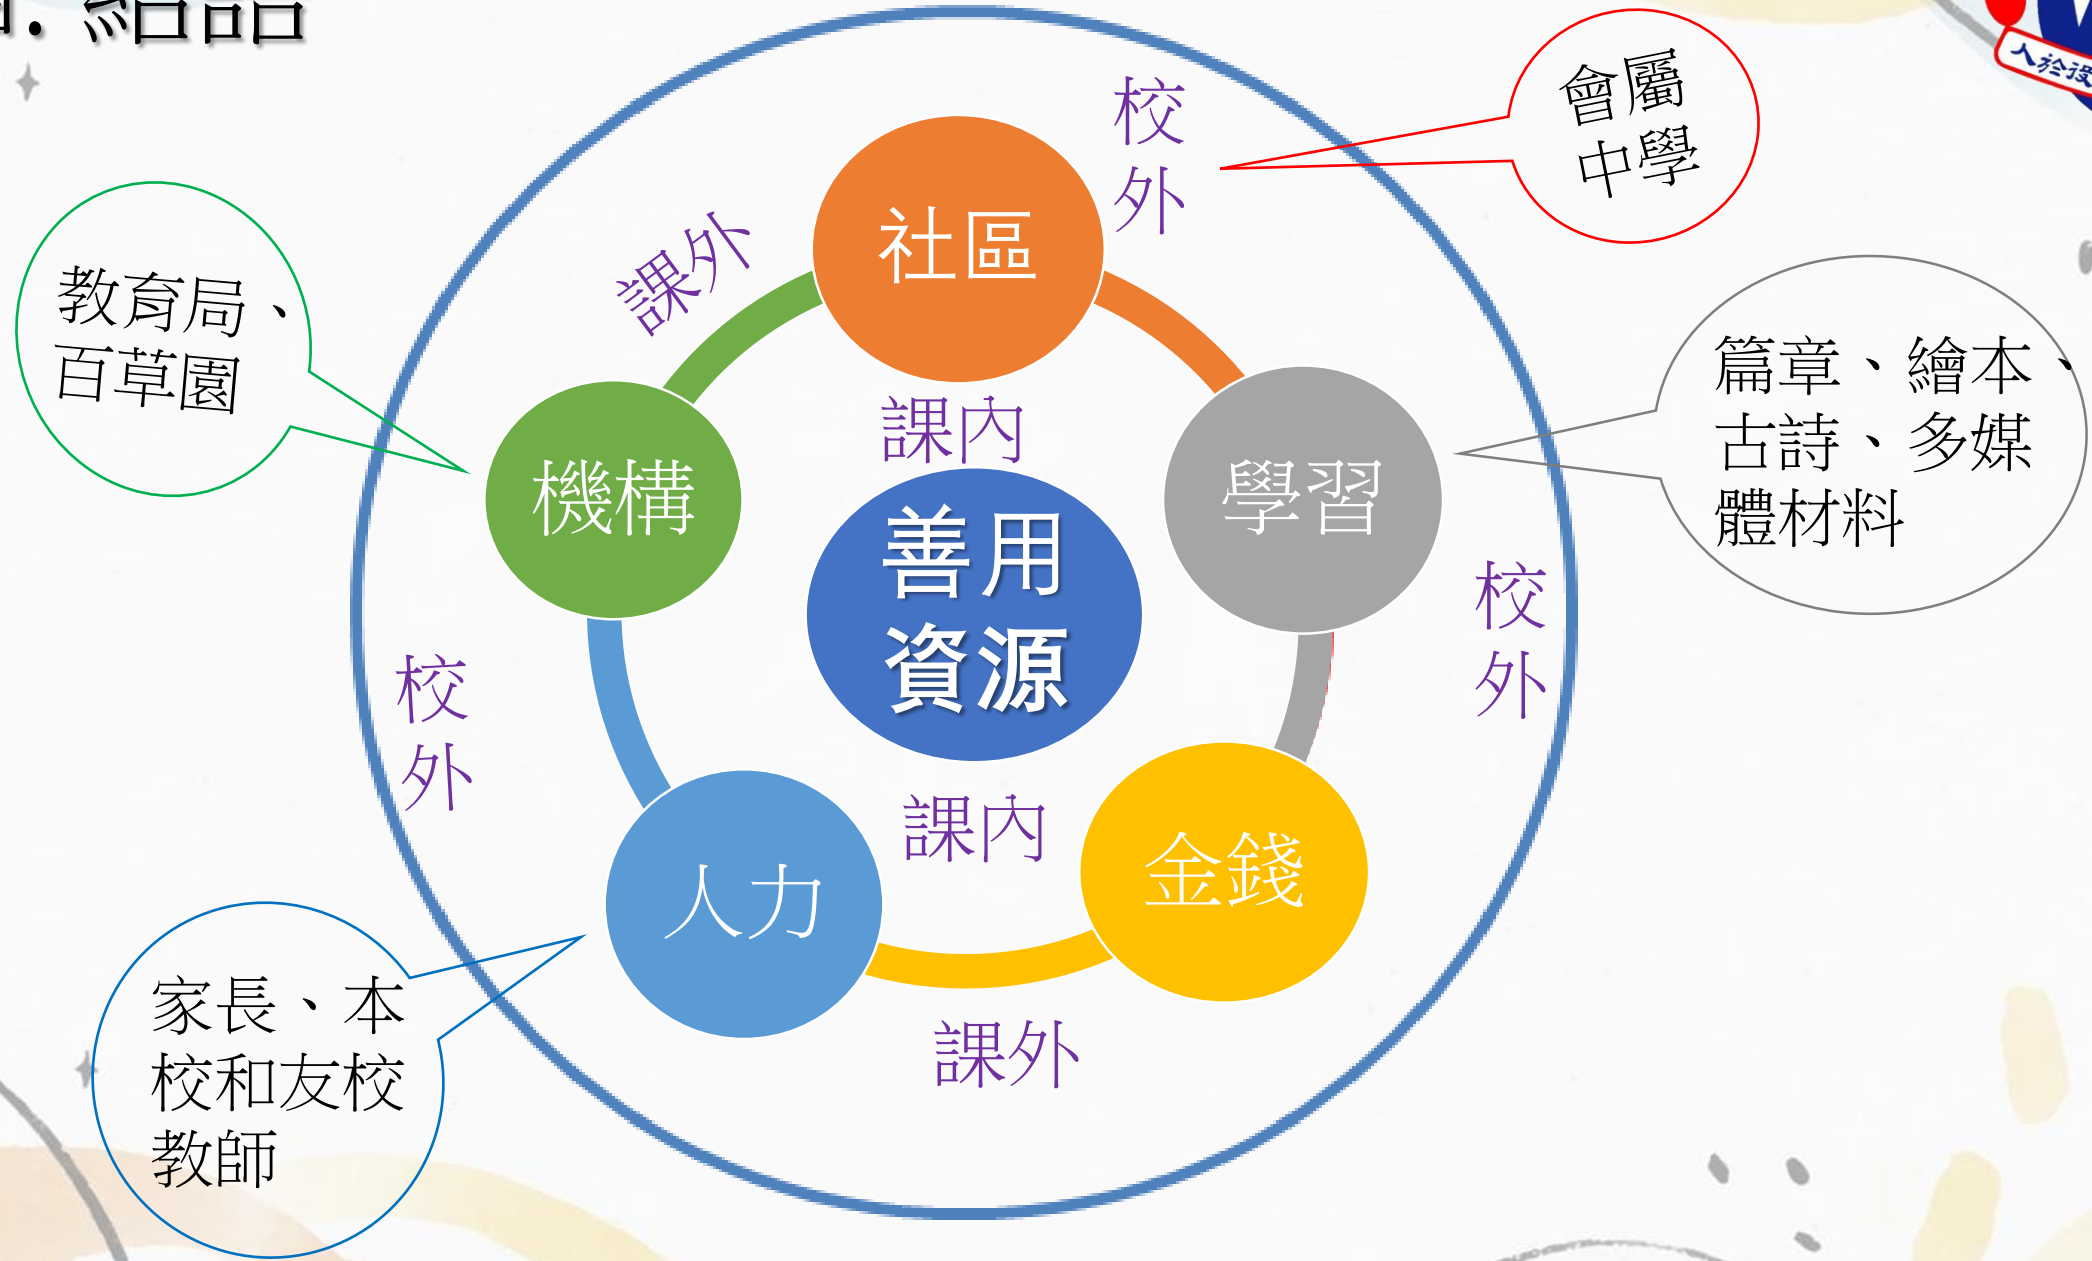 結語
校
外
會屬
中學
課外
社區
教育局、
百草園
篇章、繪本、
古詩、多媒
體材料
課內
機構
學習
善用
資源
校
外
校
外
課內
人力
金錢
家長、本
校和友校
教師
課外